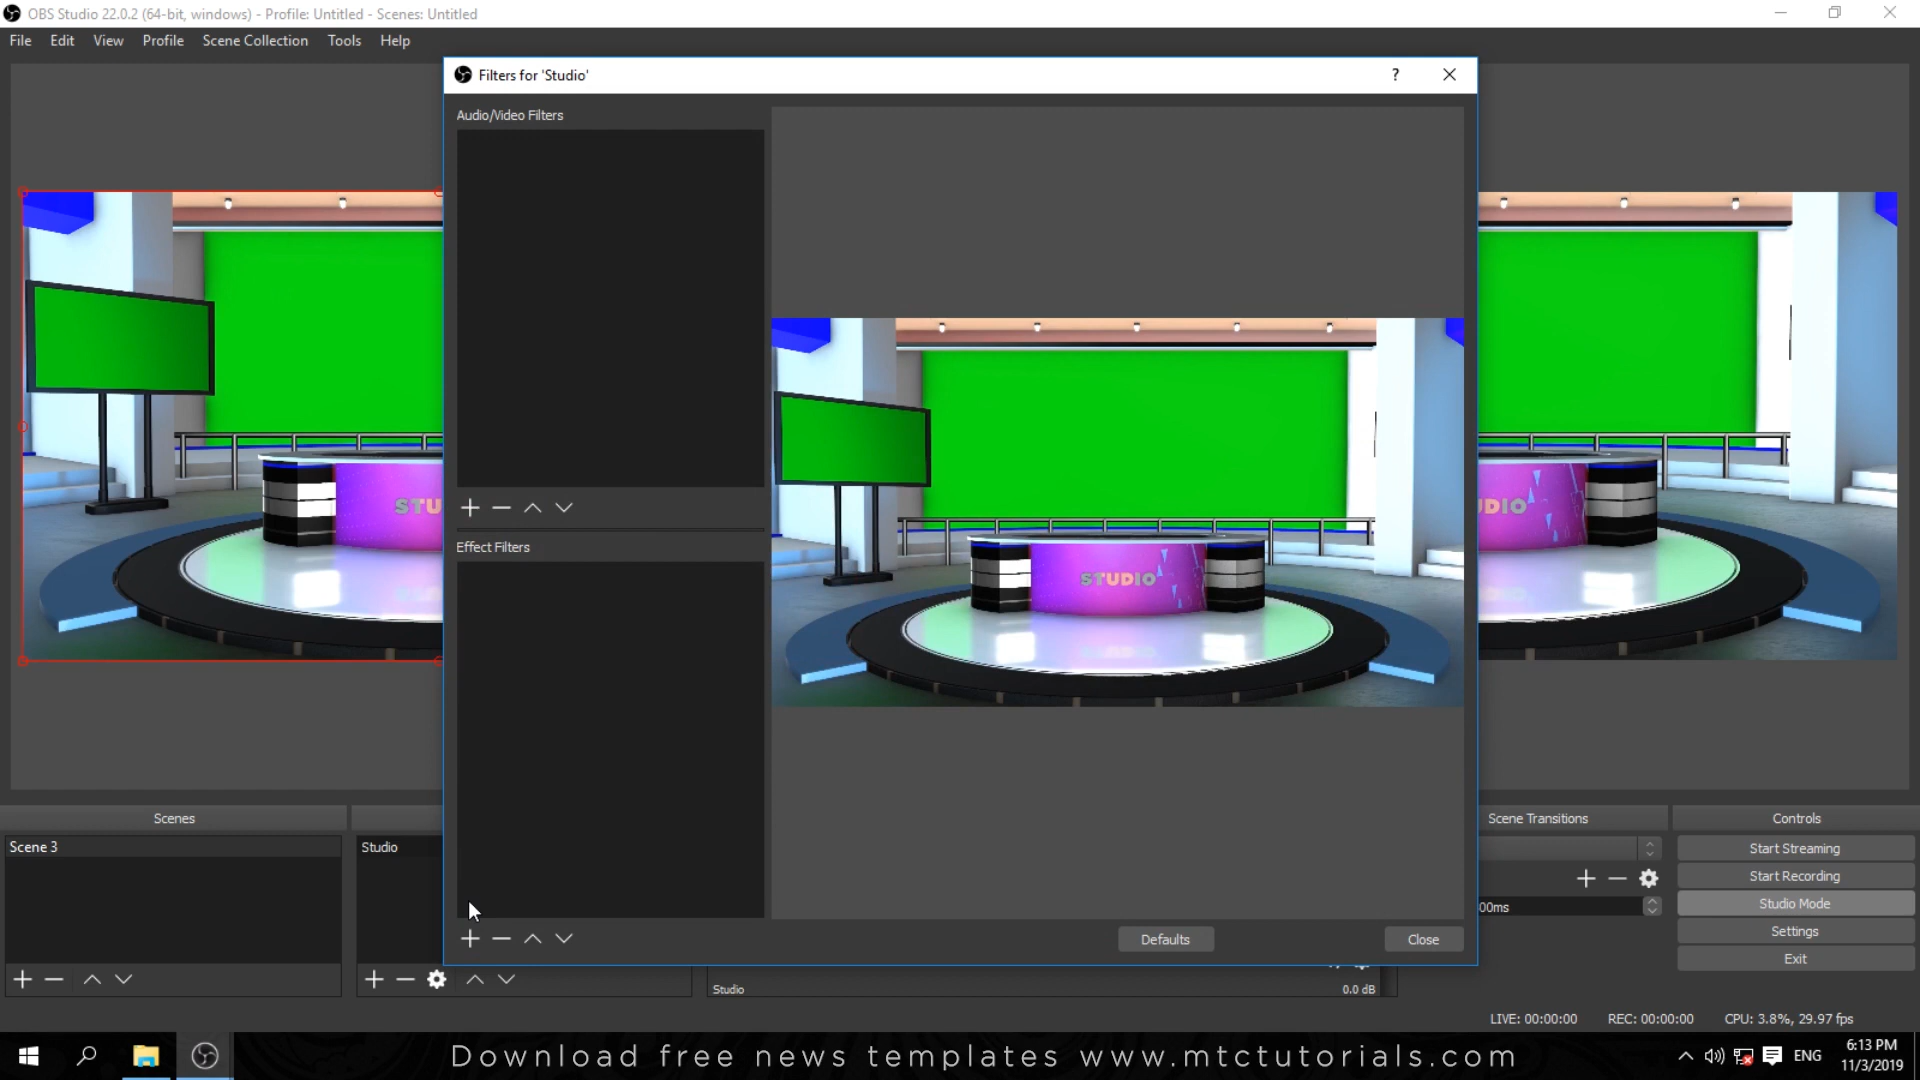 OBS Studio 22.0.2 (64-bit, windows) - Profile: Untitled - Scenes: Untitled
File Edit View Profile Scene Collection Tools Help
Filters for 'Studio'
?
Audio/Video Filters
Effect Filters
STUDIO
STU
UDIO
Defaults
Close
Scenes
Scene 3
Studio
Studio
0.0 dB
Scene Transitions
00ms
Controls
Start Streaming
Start Recording
Studio Mode
Settings
Exit
LIVE: 00:00:00
REC: 00:00:00
CPU: 3.8%, 29.97 fps
Download free news templates www.mtctutorials.com
ENG
6:13 PM
11/3/2019